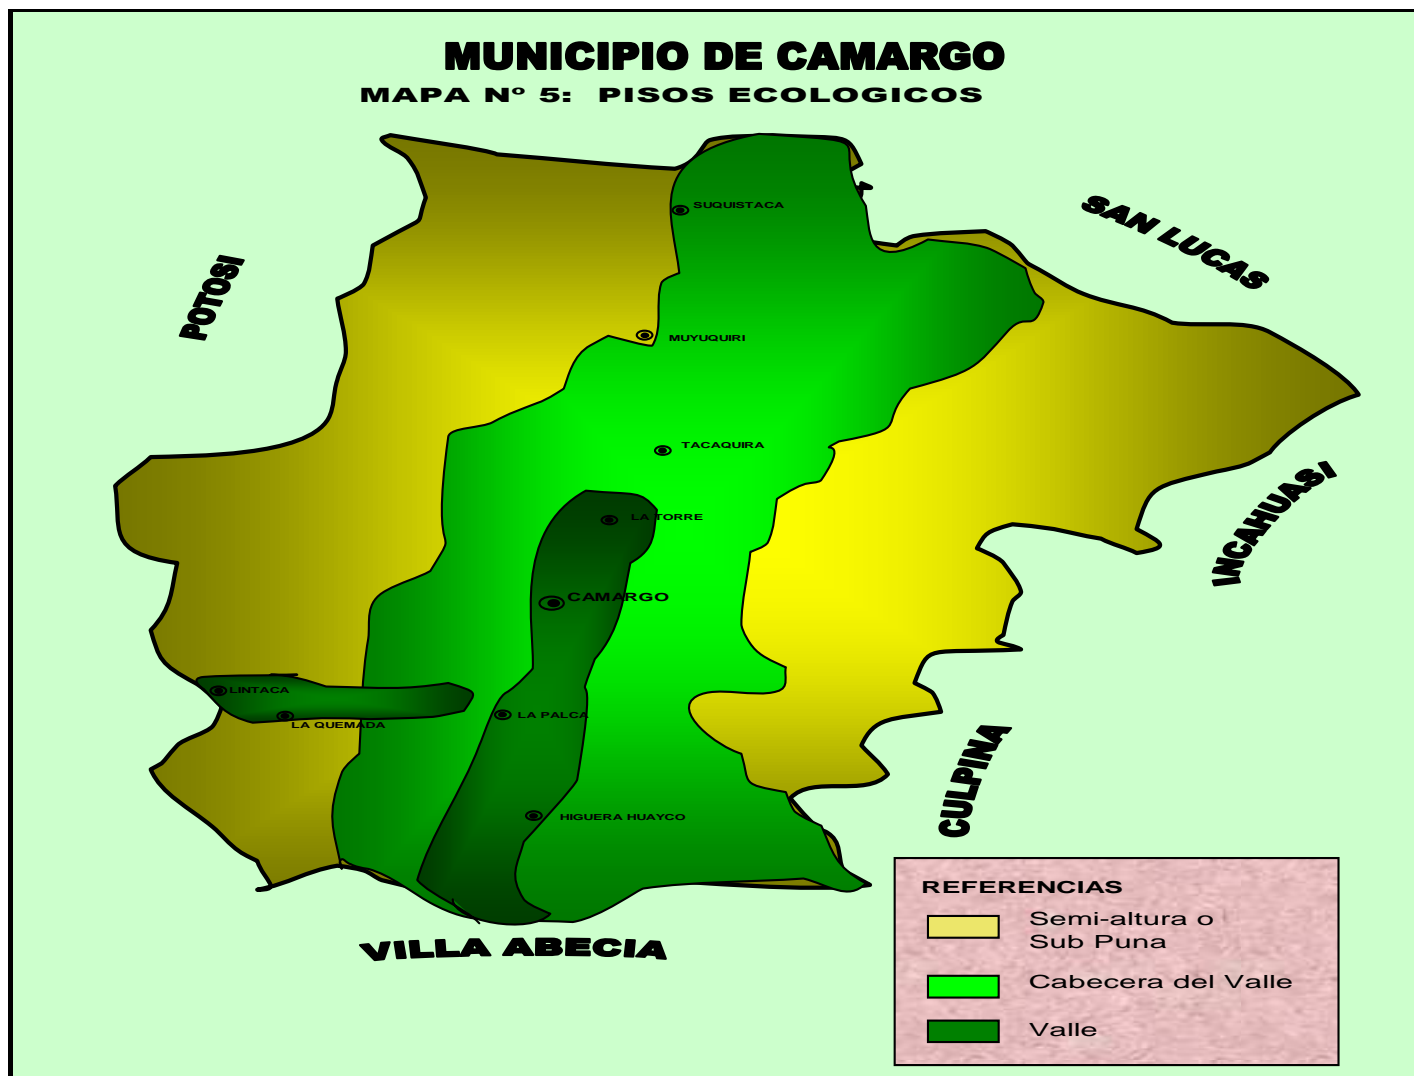 MUNICIPIO DE CAMARGO
MAPA Nº 5: PISOS ECOLOGICOS
SAN LUCAS
SUQUISTACA
POTOSI
MUYUQUIRI
TACAQUIRA
INCAHUASI
LA TORRE
CAMARGO
LINTACA
LA PALCA
LA QUEMADA
CULPINA
HIGUERA HUAYCO
VILLA ABECIA
REFERENCIAS
Semi-altura o
Sub Puna
Cabecera del Valle
Valle